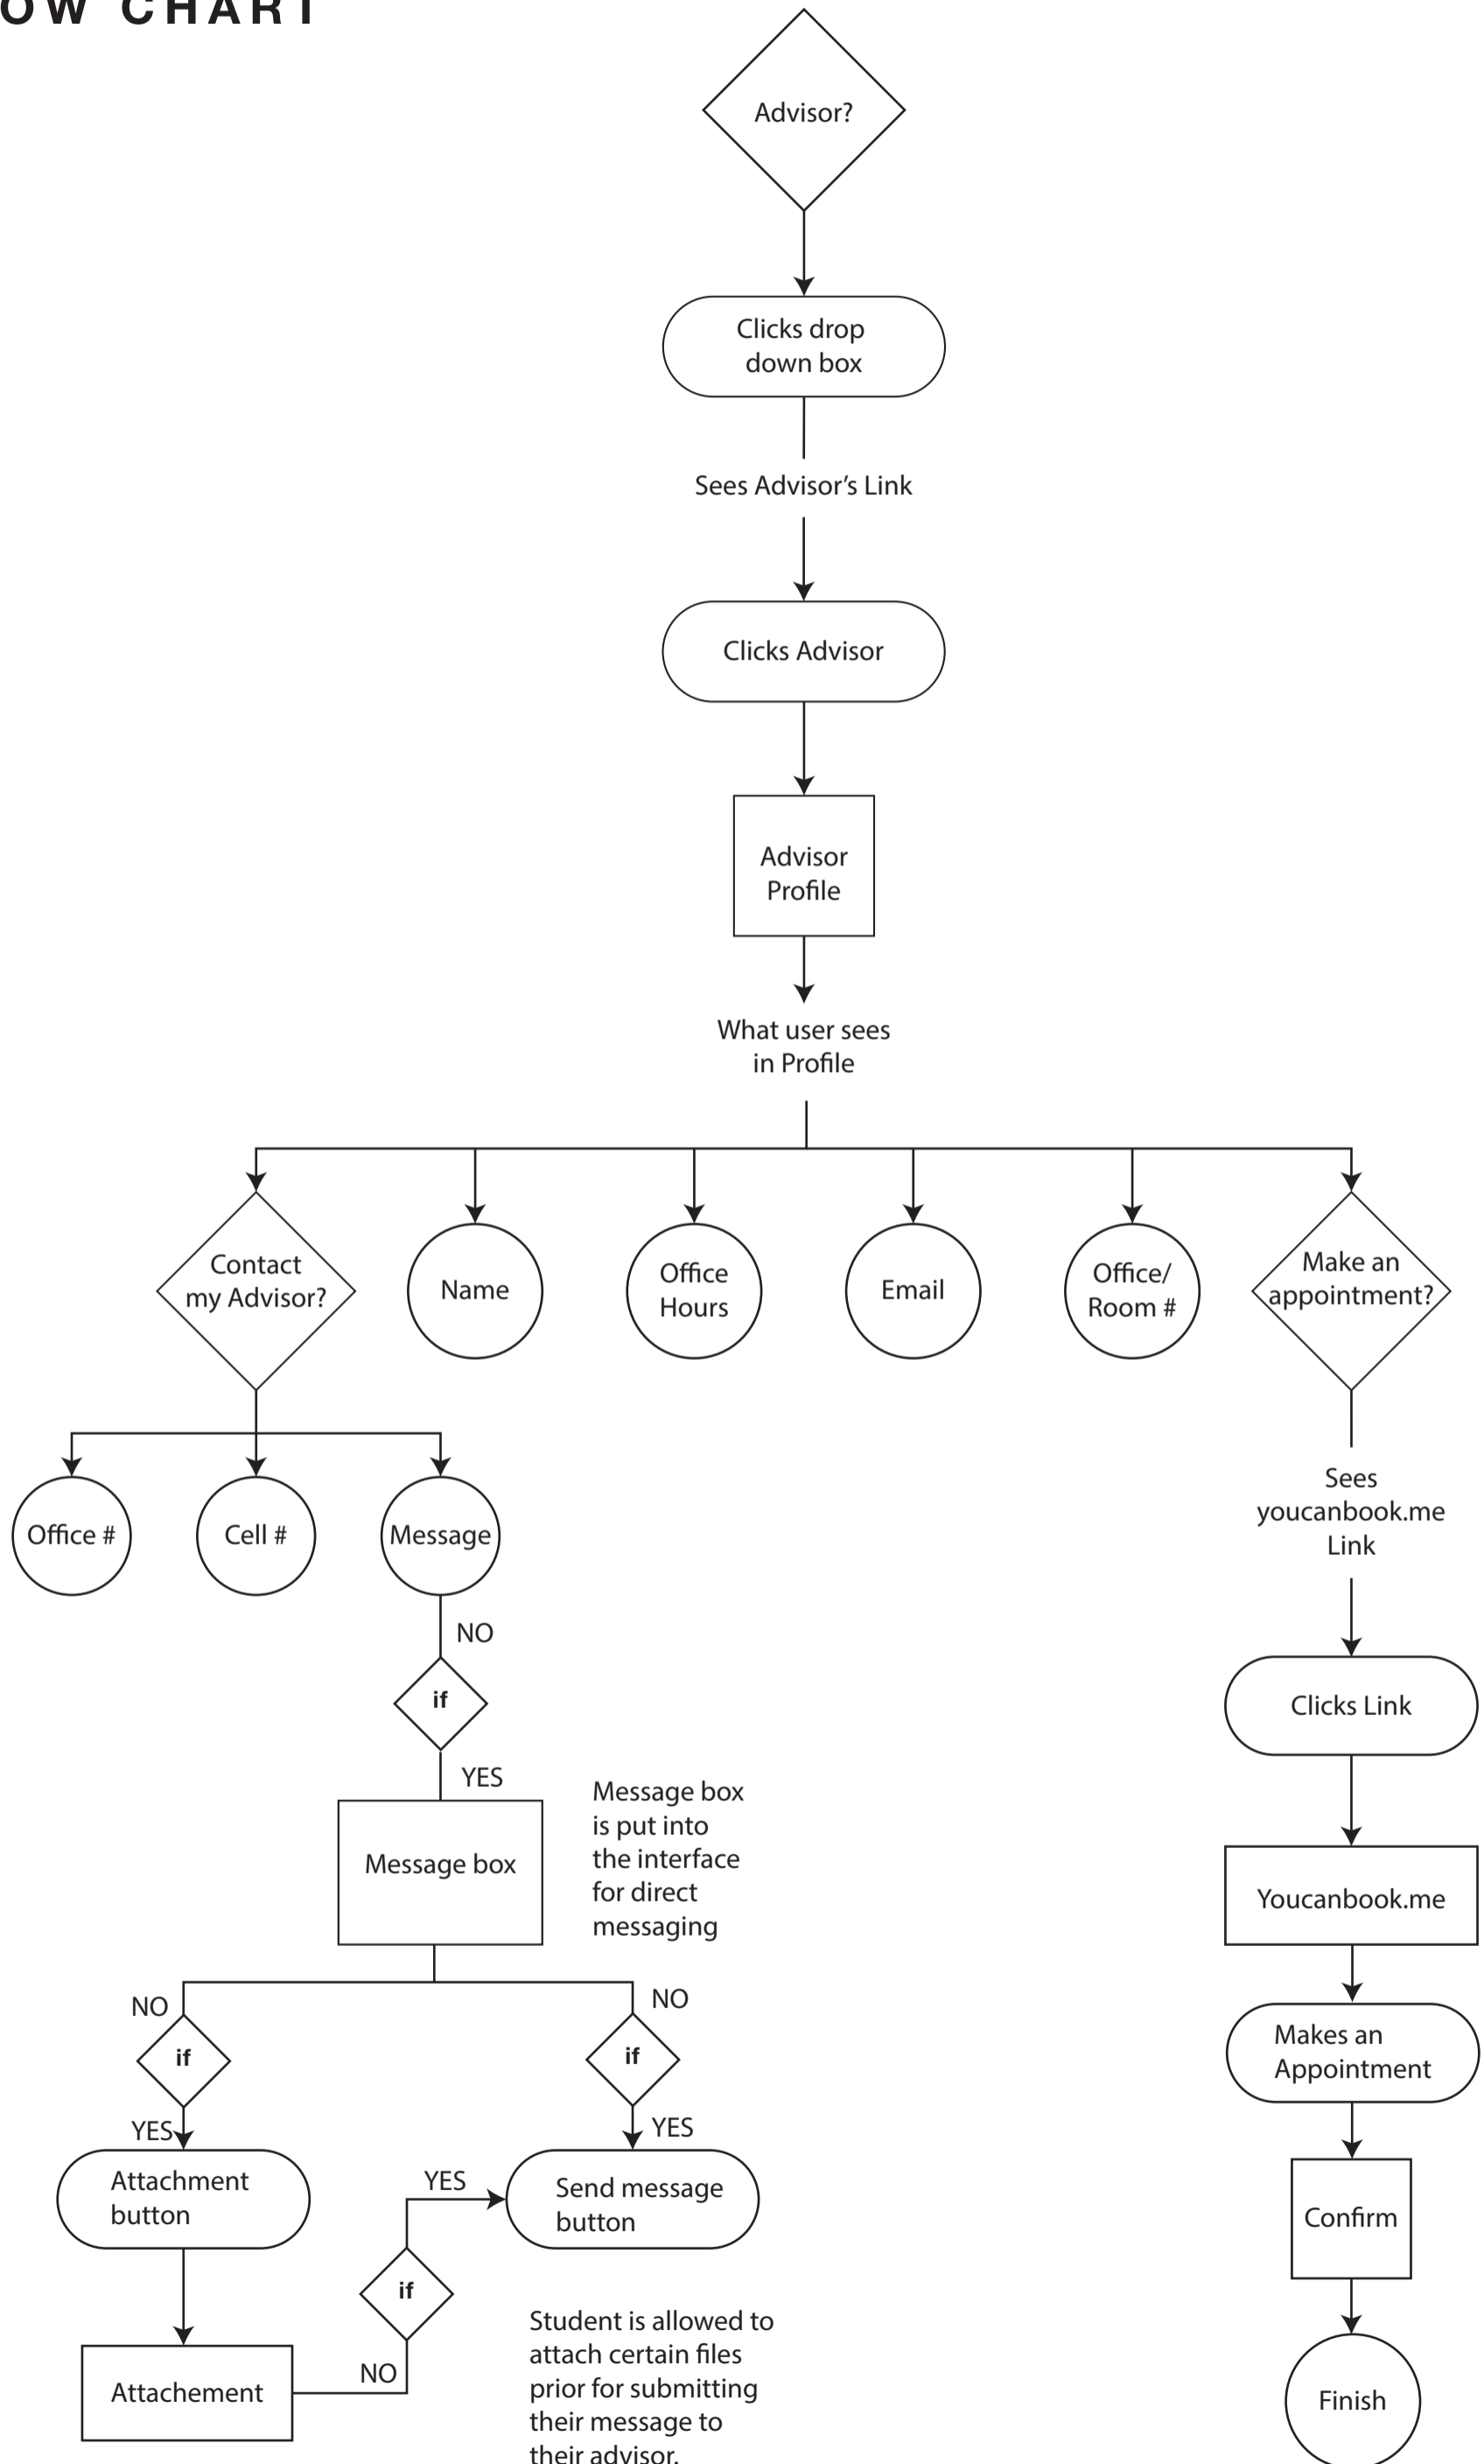 OW CHART
Advisor?
Clicks drop
down box
Sees Advisor’s Link
Clicks Advisor
Advisor
Profile
What user sees
in Profile
Contact
my Advisor?
Name
Office
Hours
Email
Office/
Room #
Make an
appointment?
Office #
Cell #
Message
Sees
youcanbook.me
Link
NO
if
YES
Clicks Link
Message box
Message box
is put into
the interface
for direct
messaging
Youcanbook.me
NO
if
YES
NO
if
YES
Makes an
Appointment
Attachment
button
YES
Send message
button
Confirm
if
NO
Attachement
Student is allowed to
attach certain files
prior for submitting
their message to
their advisor.
Finish